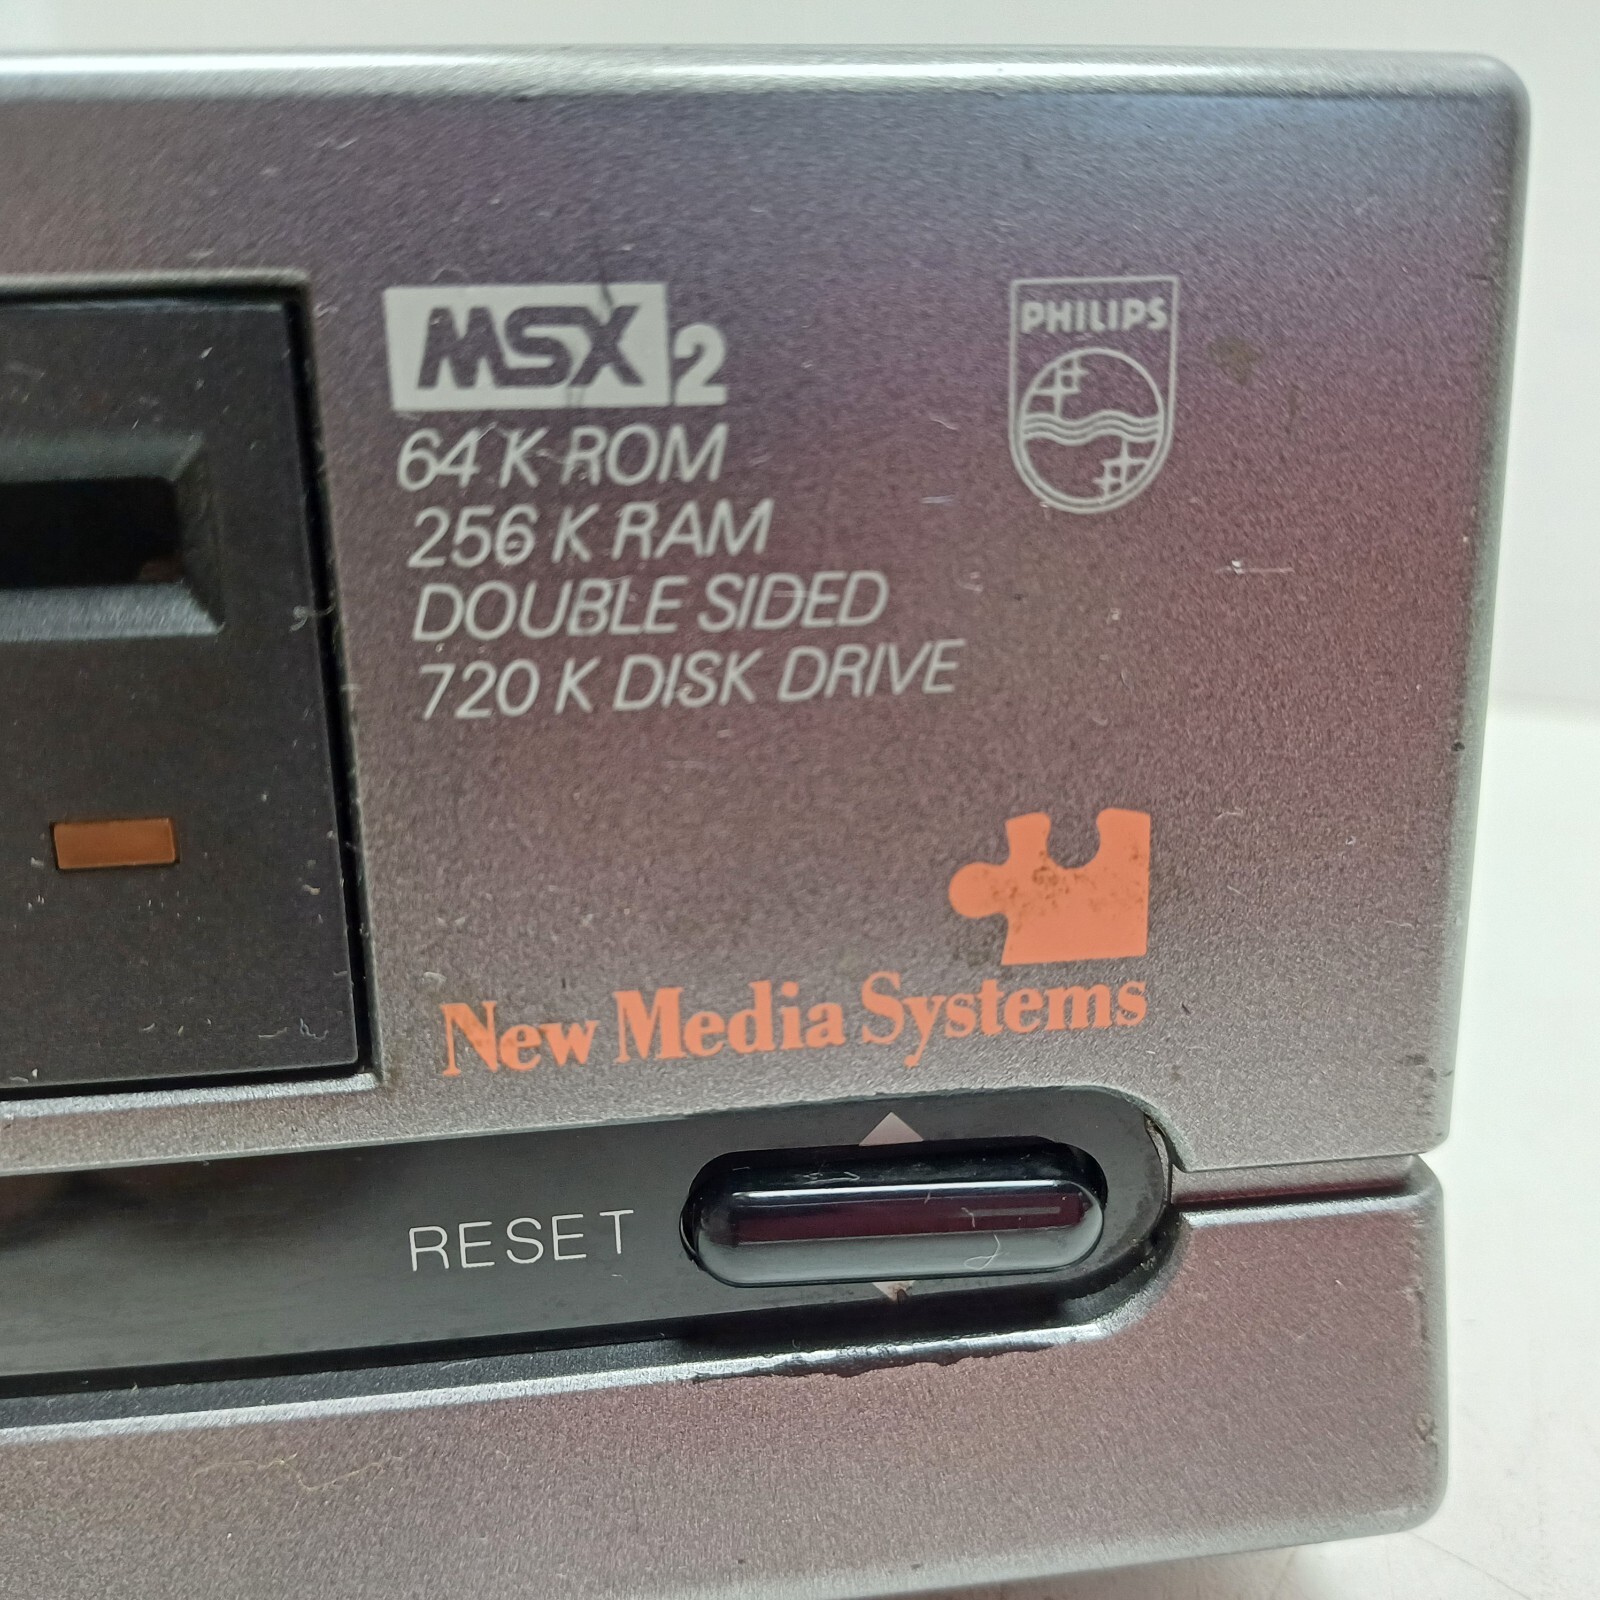 MSX2
PHILIPS
64 K ROM
256 K RAM
DOUBLE SIDED
720 K DISK DRIVE
New Media Systems
RESET